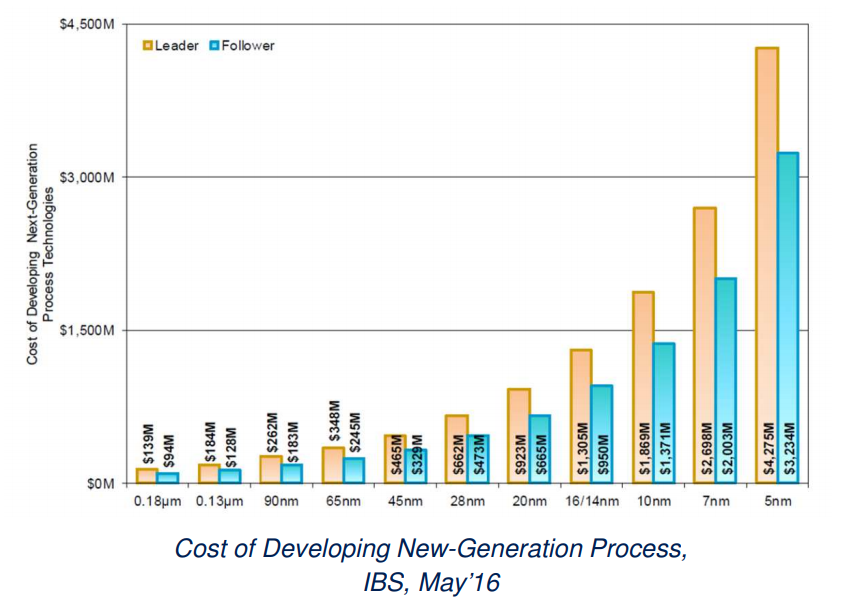 $4,500M
Leader Follower
$3,000M
$1,500M
$0M
Cost of Developing Next-Generation
Process Technologies
$139M $94M
$184M $128M
$262M $183M
$348M $245M
$465M $329M
$662M $473M
$923M $665M
$1,305M $950M
$1,869M $1,371M
$2,698M $2,003M
$4,275M $3,234M
0.18µm 0.13µm 90nm 65nm 45nm 28nm 20nm 16/14nm 10nm 7nm 5nm
Cost of Developing New-Generation Process,
IBS, May’16